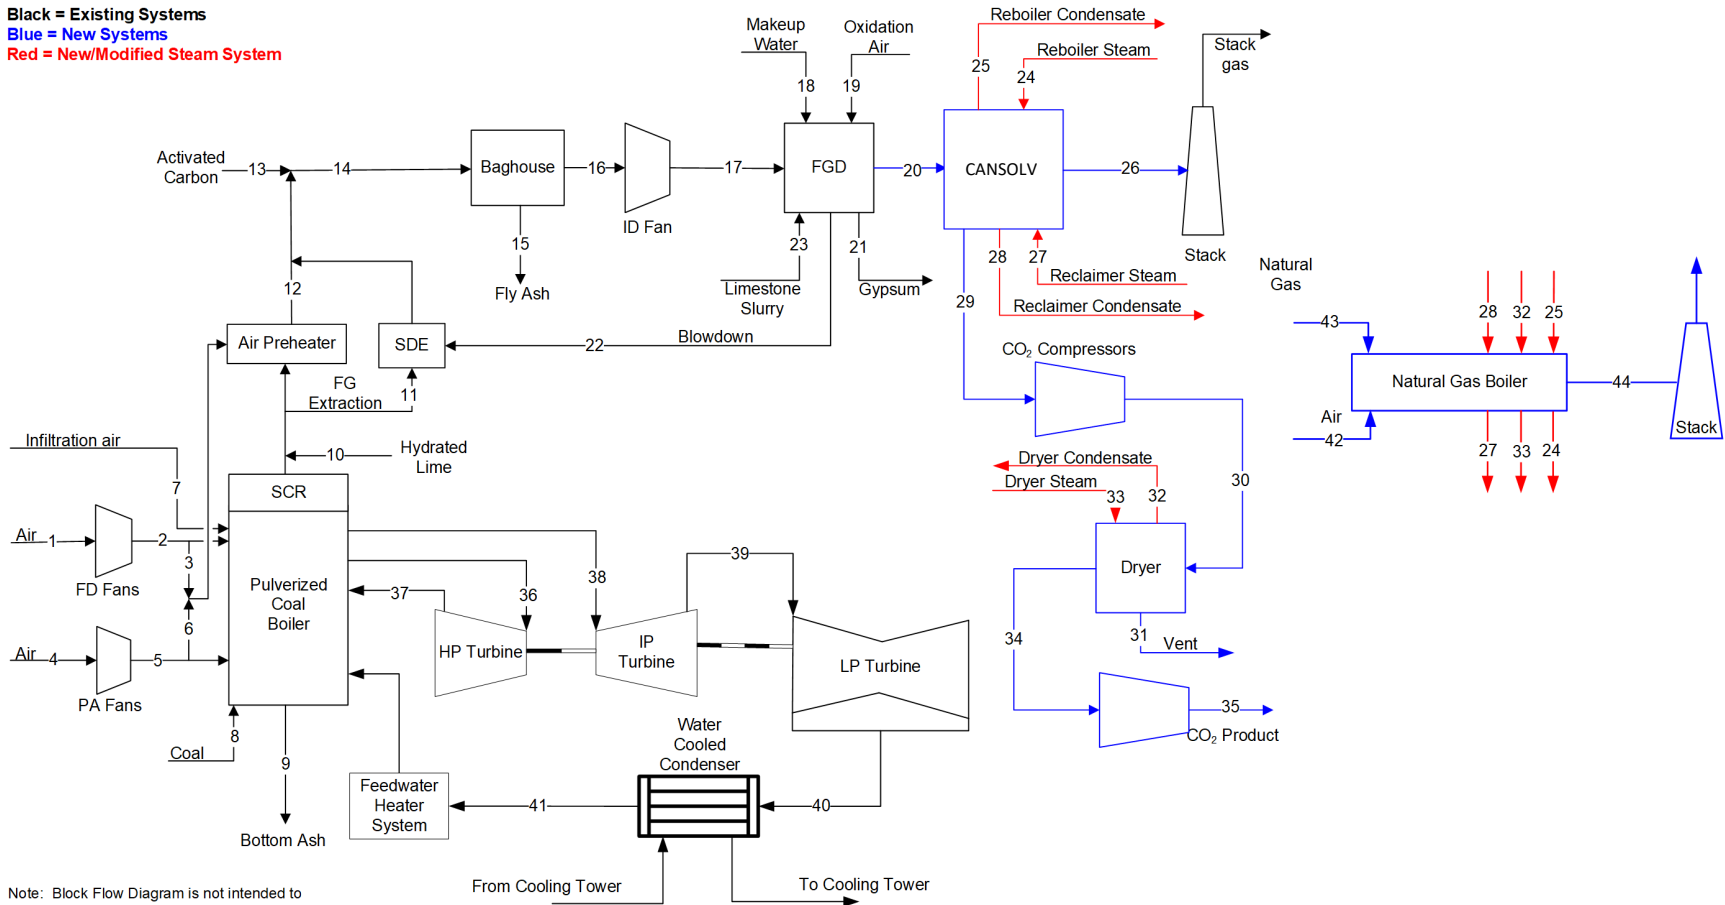 Black = Existing Systems
Blue = New Systems
Red = New/Modified Steam System
Makeup
Water
Oxidation
Air
Reboiler Condensate
Reboiler Steam
Stack
gas
25
24
18
19
Activated
Carbon
13
14
Baghouse
16
ID Fan
17
FGD
20
CANSOLV
26
Stack
15
Fly Ash
23
21
Limestone
Slurry
Gypsum
28
27
Reclaimer Steam
Reclaimer Condensate
29
Natural
Gas
43
28
32
25
Natural Gas Boiler
44
Stack
Air
42
27
33
24
12
Air Preheater
SDE
22
Blowdown
FG
Extraction
11
CO₂ Compressors
Infiltration air
7
10
Hydrated
Lime
SCR
Dryer Condensate
Dryer Steam
33
32
30
Air
1
FD Fans
2
3
6
Air
4
PA Fans
5
Pulverized
Coal
Boiler
37
36
38
39
HP Turbine
IP
Turbine
LP Turbine
Dryer
34
31
Vent
35
CO₂ Product
Coal
8
9
Bottom Ash
Feedwater
Heater
System
41
Water
Cooled
Condenser
40
From Cooling Tower
To Cooling Tower
Note: Block Flow Diagram is not intended to